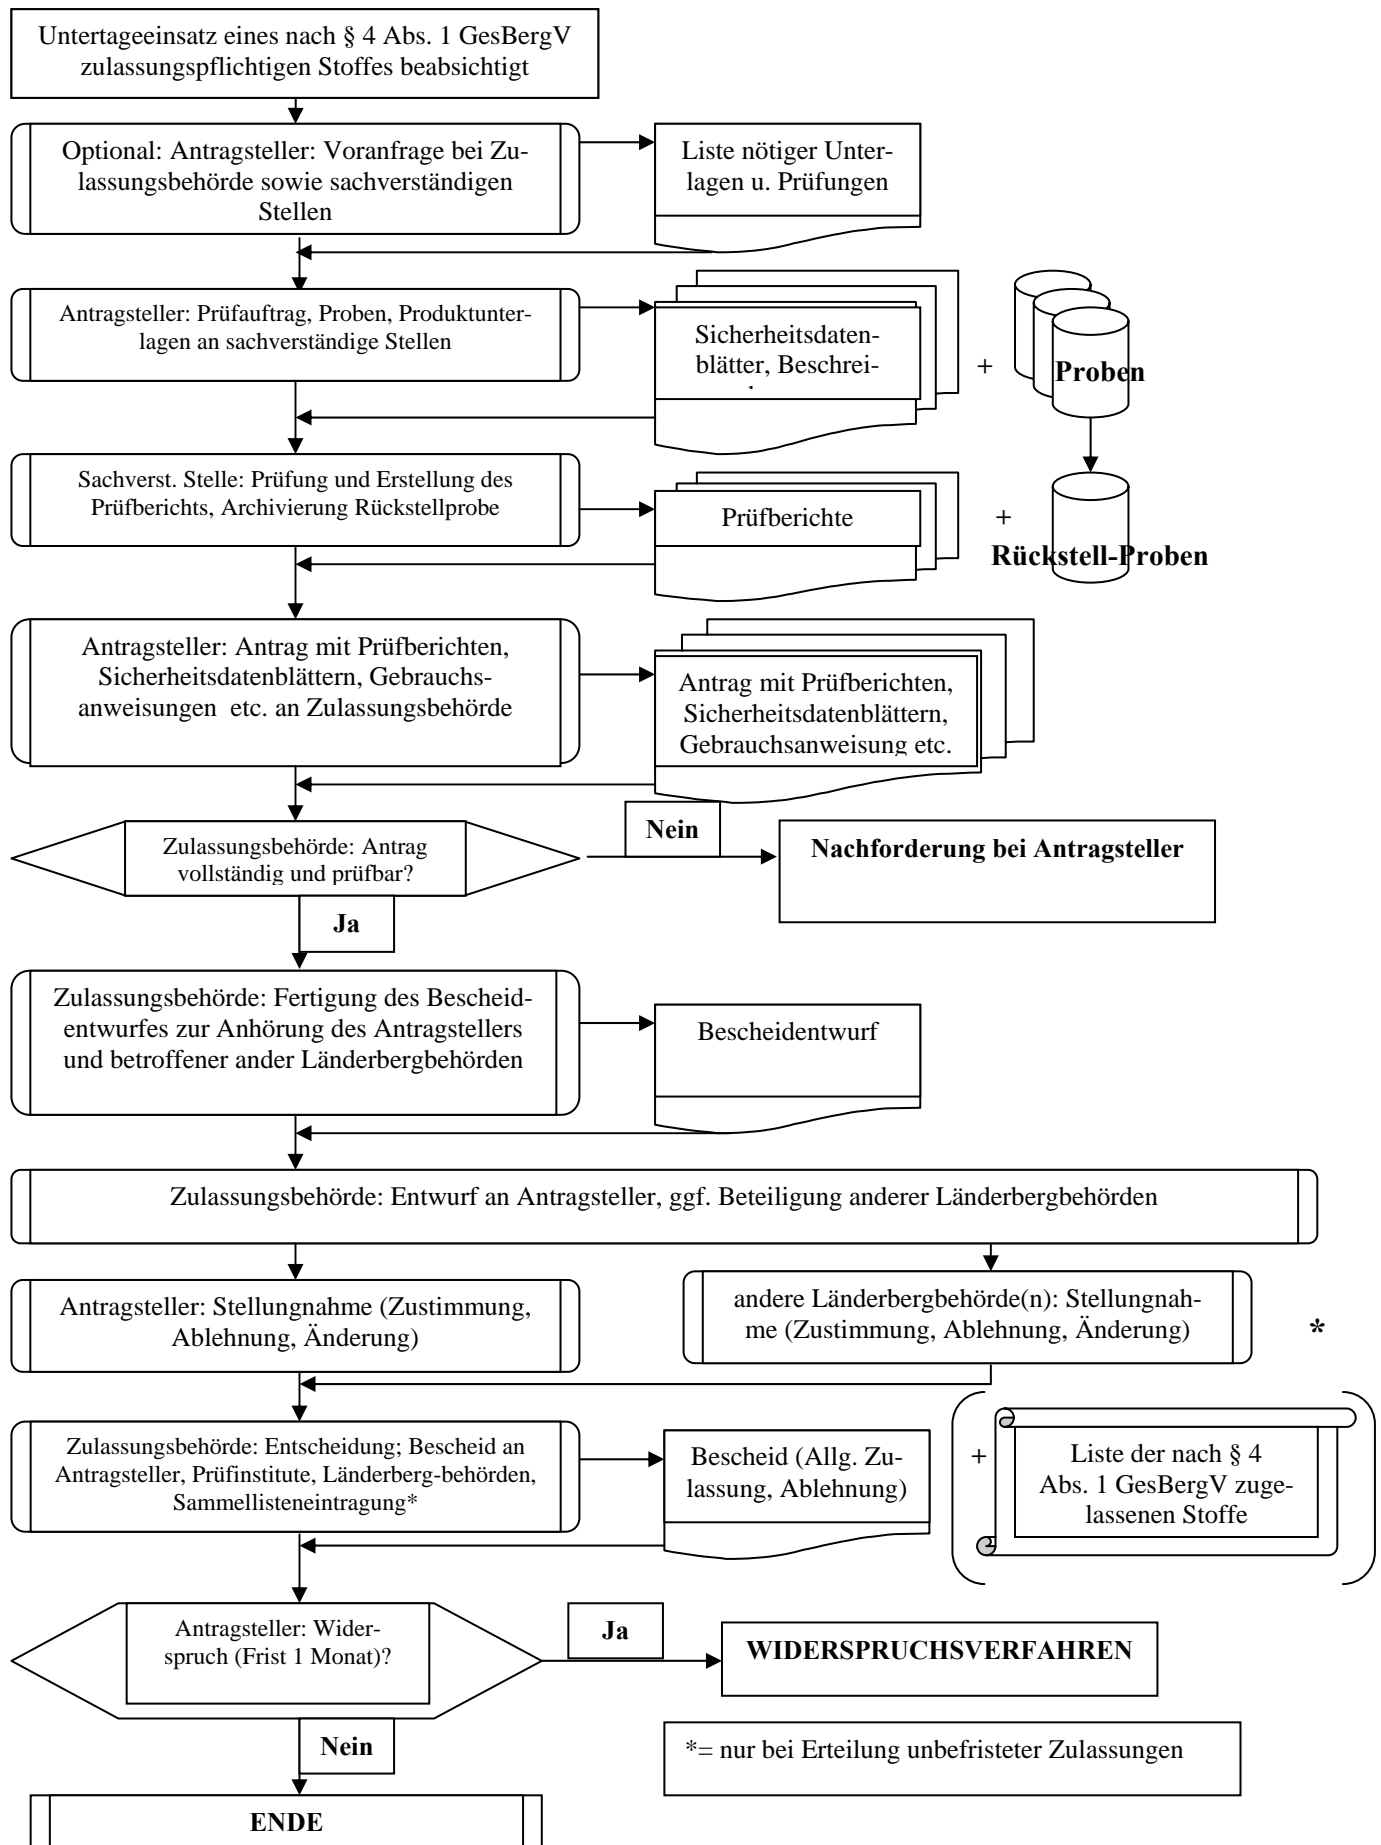 Untertageeinsatz eines nach § 4 Abs. 1 GesBergV
zulassungspflichtigen Stoffes beabsichtigt
Optional: Antragsteller: Voranfrage bei Zu-
lassungsbehörde sowie sachverständigen
Stellen
Liste nötiger Unter-
lagen u. Prüfungen
Antragsteller: Prüfauftrag, Proben, Produktunter-
lagen an sachverständige Stellen
Sicherheitsdaten-
blätter, Beschrei-
+
Proben
Sachverst. Stelle: Prüfung und Erstellung des
Prüfberichts, Archivierung Rückstellprobe
Prüfberichte
+
Rückstell-Proben
Antragsteller: Antrag mit Prüfberichten,
Sicherheitsdatenblättern, Gebrauchs-
anweisungen etc. an Zulassungsbehörde
Antrag mit Prüfberichten,
Sicherheitsdatenblättern,
Gebrauchsanweisung etc.
Zulassungsbehörde: Antrag
vollständig und prüfbar?
Nein
Nachforderung bei Antragsteller
Ja
Zulassungsbehörde: Fertigung des Bescheid-
entwurfes zur Anhörung des Antragstellers
und betroffener ander Länderbergbehörden
Bescheidentwurf
Zulassungsbehörde: Entwurf an Antragsteller, ggf. Beteiligung anderer Länderbergbehörden
Antragsteller: Stellungnahme (Zustimmung,
Ablehnung, Änderung)
andere Länderbergbehörde(n): Stellungnah-
me (Zustimmung, Ablehnung, Änderung)
*
Zulassungsbehörde: Entscheidung; Bescheid an
Antragsteller, Prüfinstitute, Länderberg-behörden,
Sammellisteneintragung*
Bescheid (Allg. Zu-
lassung, Ablehnung)
+
Liste der nach § 4
Abs. 1 GesBergV zuge-
lassenen Stoffe
Antragsteller: Wider-
spruch (Frist 1 Monat)?
Ja
WIDERSPRUCHSVERFAHREN
Nein
*= nur bei Erteilung unbefristeter Zulassungen
ENDE